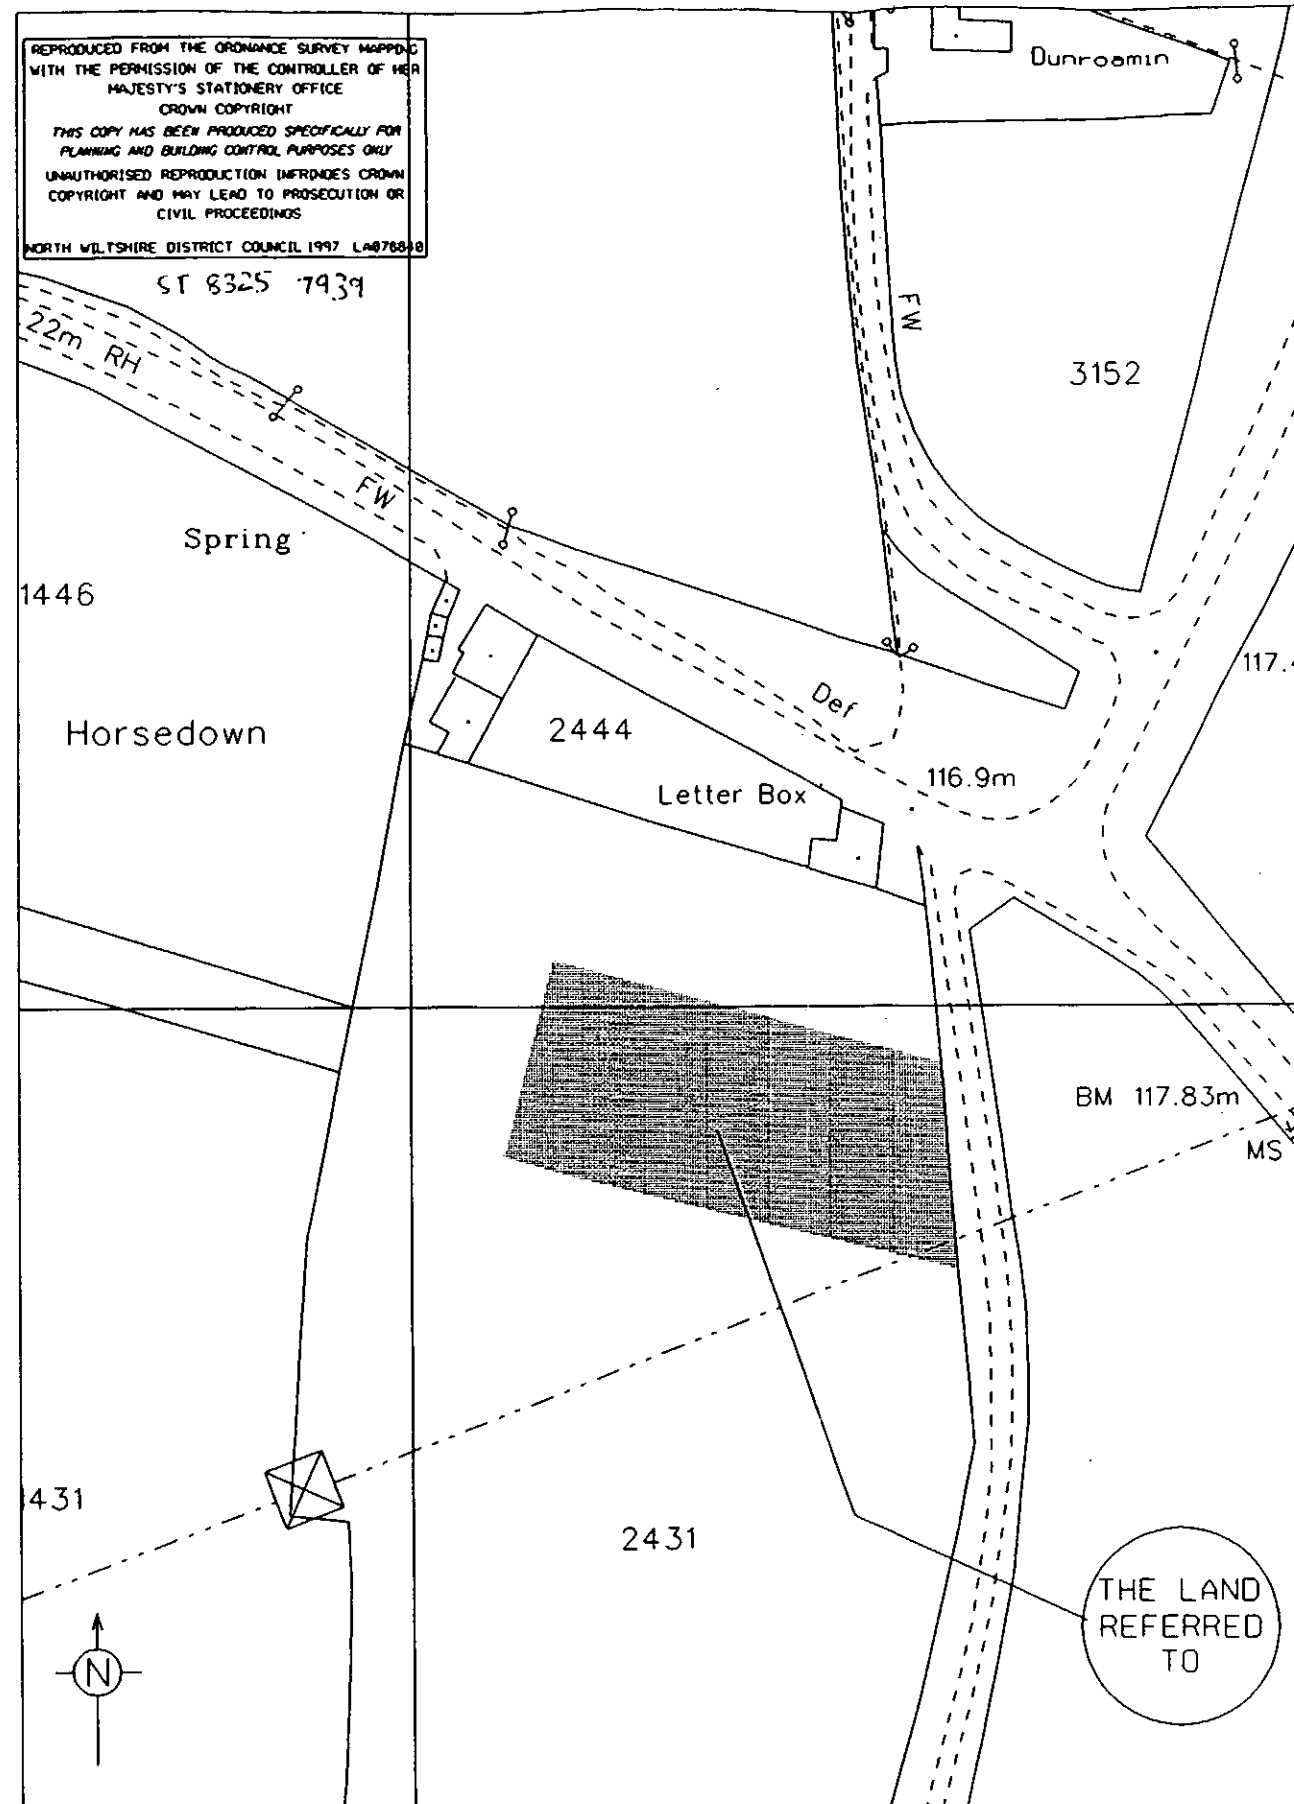 REPRODUCED FROM THE ORDNANCE SURVEY MAPPING
WITH THE PERMISSION OF THE CONTROLLER OF HER
MAJESTY'S STATIONERY OFFICE
CROWN COPYRIGHT
THIS COPY HAS BEEN PRODUCED SPECIFICALLY FOR
PLANNING AND BUILDING CONTROL PURPOSES ONLY
UNAUTHORISED REPRODUCTION INFRINGES CROWN
COPYRIGHT AND MAY LEAD TO PROSECUTION OR
CIVIL PROCEEDINGS
NORTH WILTSHIRE DISTRICT COUNCIL 1997
ST 8325 7939
Dunroamin
22m RH
FW
3152
FW
Spring
1446
117.4
Def
Horsedown
2444
116.9m
Letter Box
BM 117.83m
MS
431
2431
THE LAND
REFERRED
TO
N